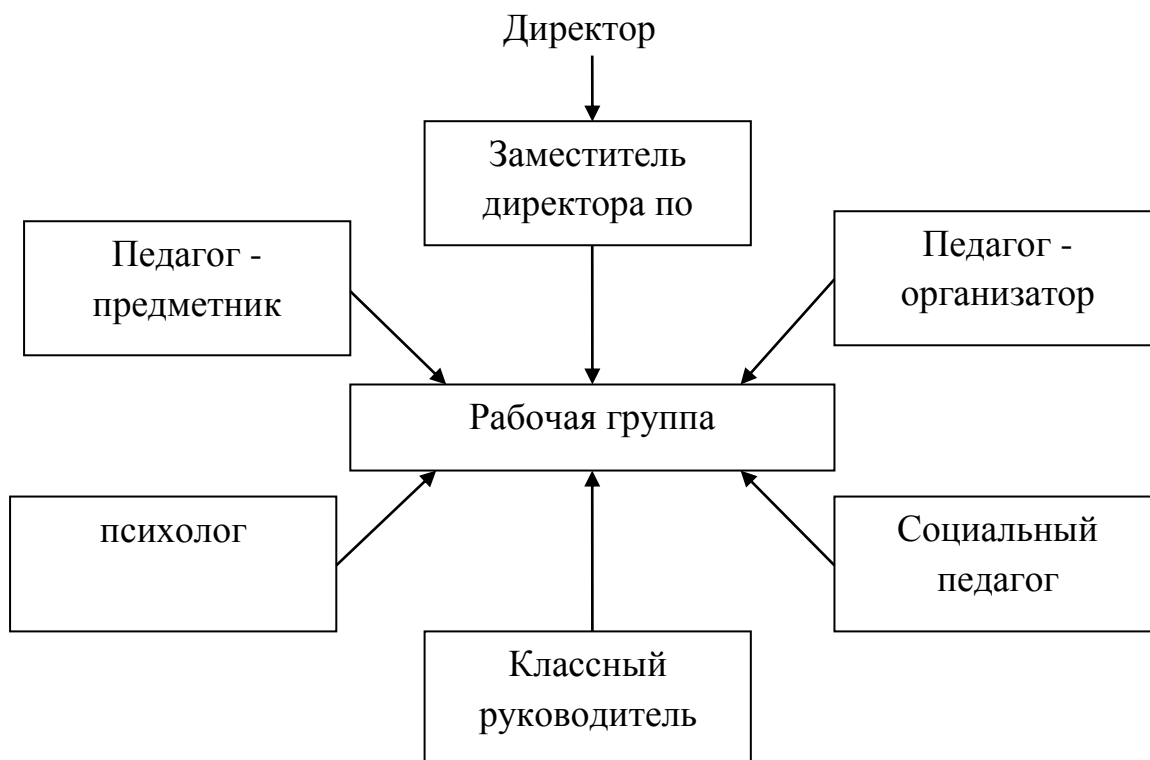 Директор
Заместитель
директора по
Педагог -
предметник
Педагог -
организатор
Рабочая группа
психолог
Социальный
педагог
Классный
руководитель